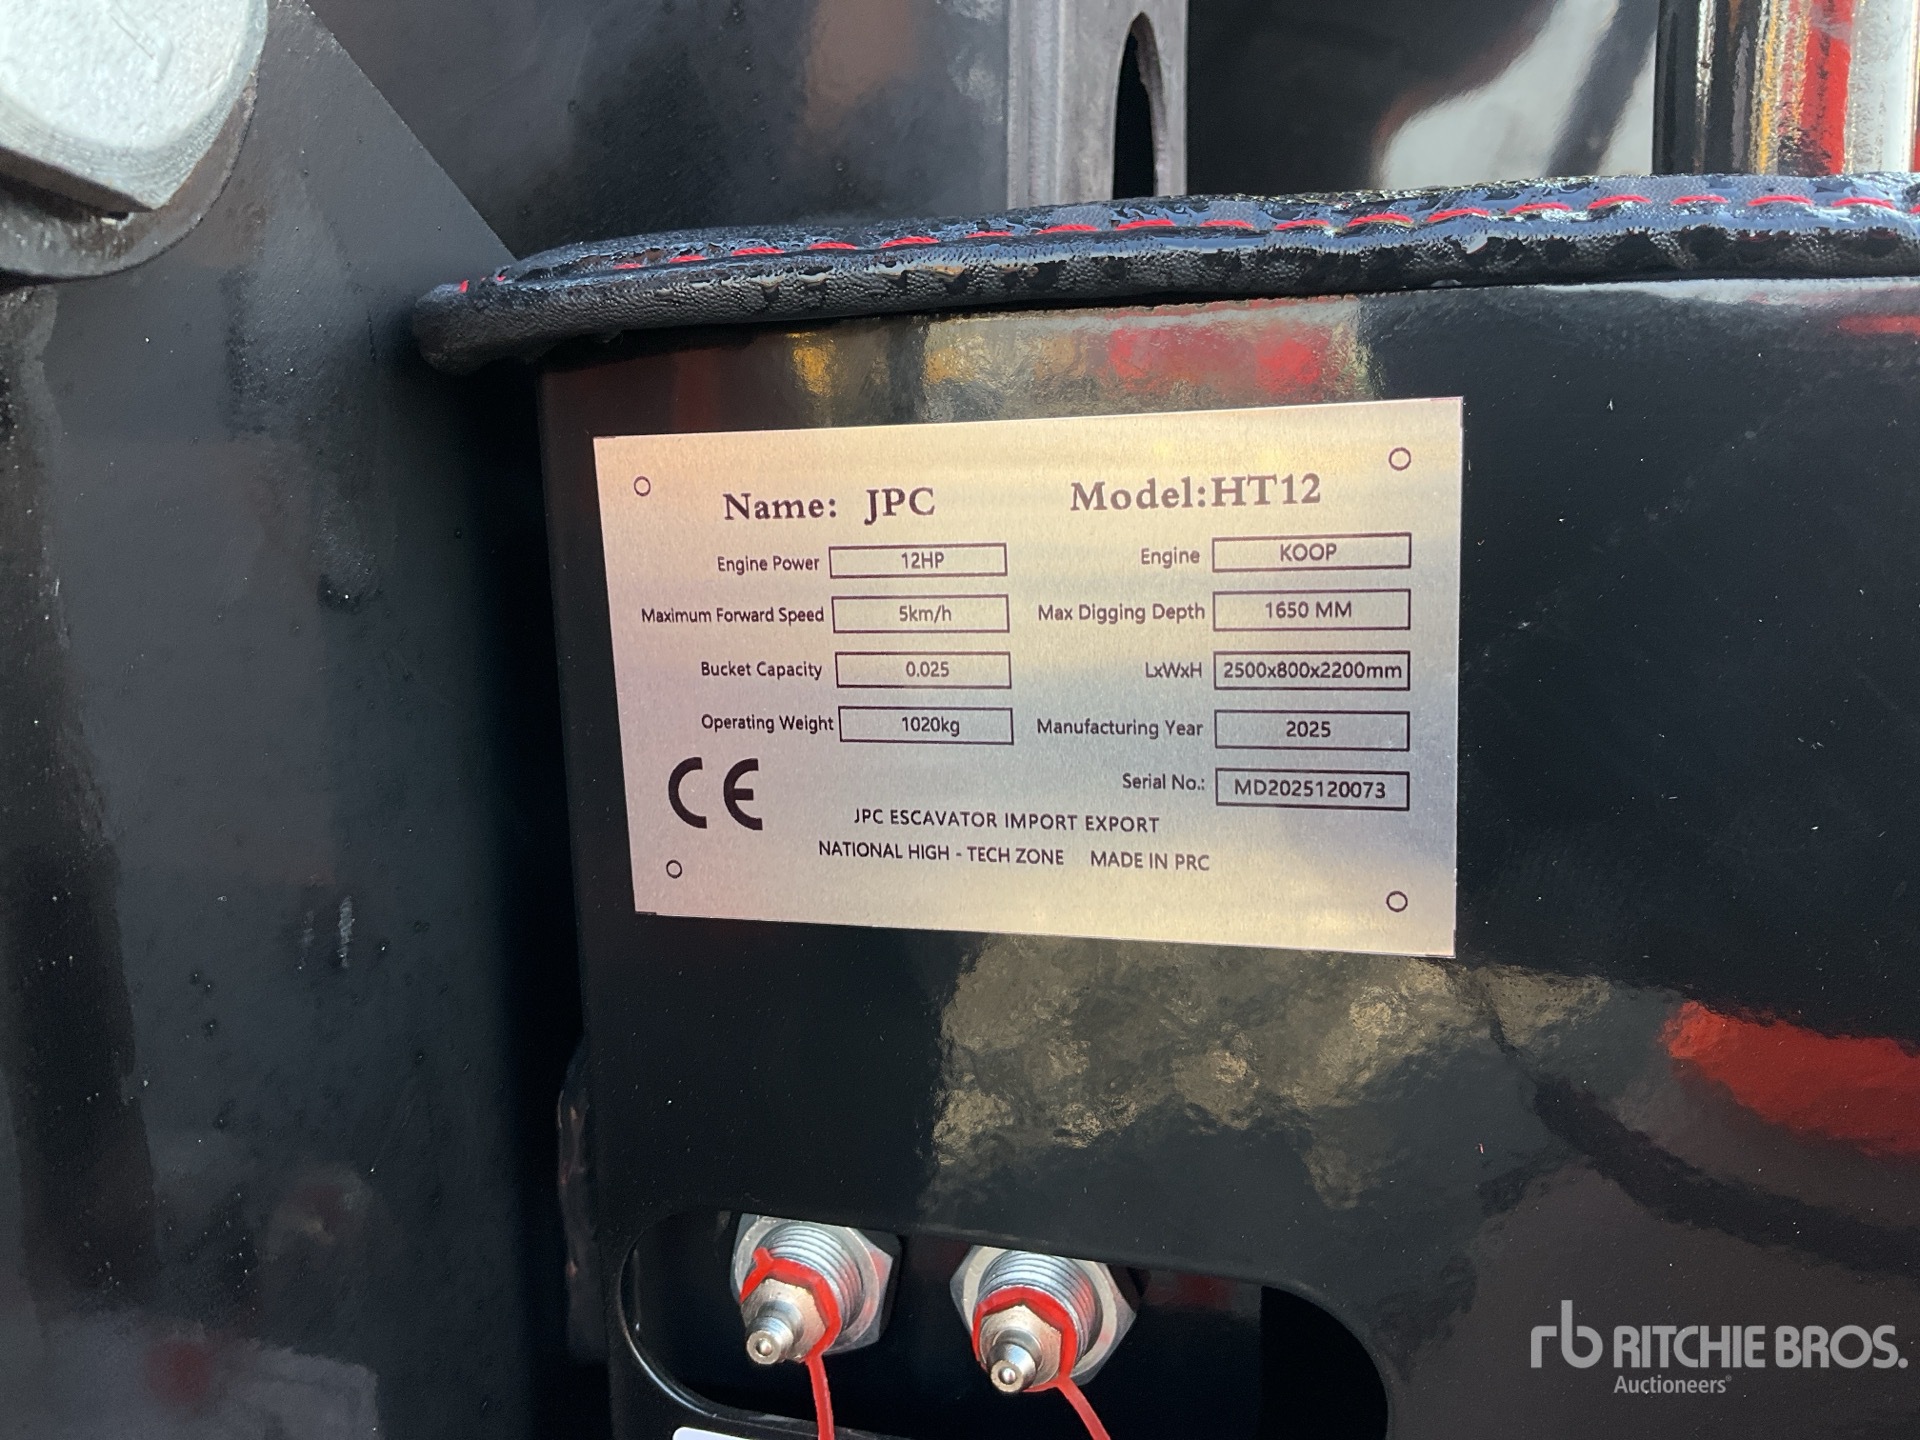 Name: JPC Model:HT12
Engine Power 12HP Engine KOOP
Maximum Forward Speed 5km/h Max Digging Depth 1650 MM
Bucket Capacity 0.025 LxWxH 2500x800x2200mm
Operating Weight 1020kg Manufacturing Year 2025
CE Serial No.: MD2025120073
JPC ESCAVATOR IMPORT EXPORT
NATIONAL HIGH - TECH ZONE MADE IN PRC
rb RITCHIE BROS.
Auctioneers